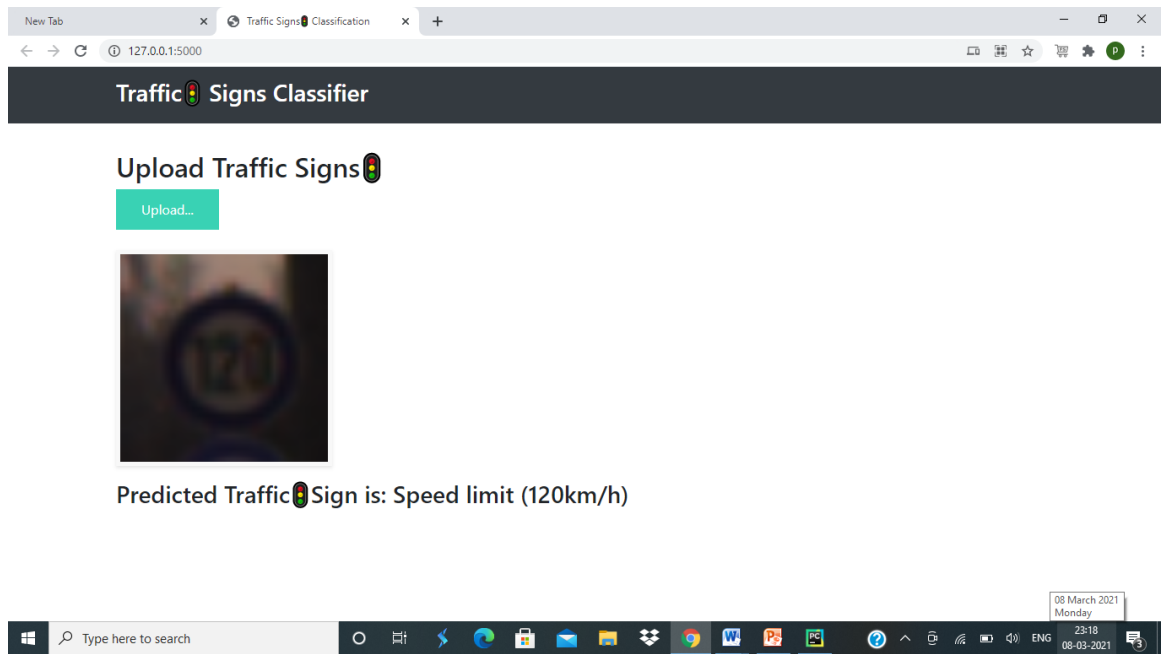 New Tab
Traffic Signs🚦 Classification
127.0.0.1:5000
P
Traffic🚦 Signs Classifier
Upload Traffic Signs🚦
Upload...
120
Predicted Traffic🚦Sign is: Speed limit (120km/h)
08 March 2021
Monday
Type here to search
W
P
PC
?
ENG
23:18
08-03-2021
3